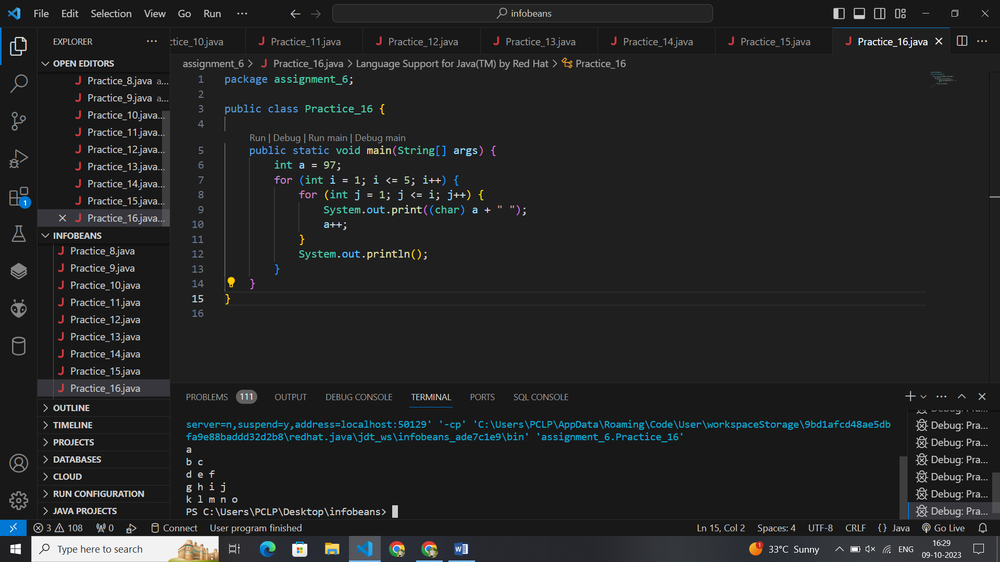 File Edit Selection View Go Run ··· infobeans
EXPLORER ···
ctice_10.java Practice_11.java Practice_12.java Practice_13.java Practice_14.java Practice_15.java Practice_16.java ···
OPEN EDITORS
Practice_8.java a...
Practice_9.java a...
Practice_10.java...
Practice_11.java...
Practice_12.java...
Practice_13.java...
Practice_14.java...
Practice_15.java...
Practice_16.java...
INFOBEANS
Practice_8.java
Practice_9.java
Practice_10.java
Practice_11.java
Practice_12.java
Practice_13.java
Practice_14.java
Practice_15.java
Practice_16.java
OUTLINE
TIMELINE
PROJECTS
DATABASES
CLOUD
RUN CONFIGURATION
JAVA PROJECTS
1
assignment_6 > J Practice_16.java > Language Support for Java(TM) by Red Hat > Practice_16
1 package assignment_6;
2
3 public class Practice_16 {
4
Run | Debug | Run main | Debug main
5 public static void main(String[] args) {
6 int a = 97;
7 for (int i = 1; i <= 5; i++) {
8 for (int j = 1; j <= i; j++) {
9 System.out.print((char) a + " ");
10 a++;
11 }
12 System.out.println();
13 }
14 }
15 }
16
PROBLEMS 111 OUTPUT DEBUG CONSOLE TERMINAL PORTS SQL CONSOLE
server=n,suspend=y,address=localhost:50129' '-cp' 'C:\Users\PCLP\AppData\Roaming\Code\User\workspaceStorage\9bd1afcd48ae5db
fa9e88baddd32d2b8\redhat.java\jdt_ws\infobeans_ade7c1e9\bin' 'assignment_6.Practice_16'
a
b c
d e f
g h i j
k l m n o
PS C:\Users\PCLP\Desktop\infobeans>
Debug: Pra...
Debug: Pra...
Debug: Pra...
Debug: Pra...
Debug: Pra...
Debug: Pra...
3 108 0 Connect User program finished Ln 15, Col 2 Spaces: 4 UTF-8 CRLF {} Java Go Live
Type here to search 1 33°C Sunny ENG 16:29
09-10-2023